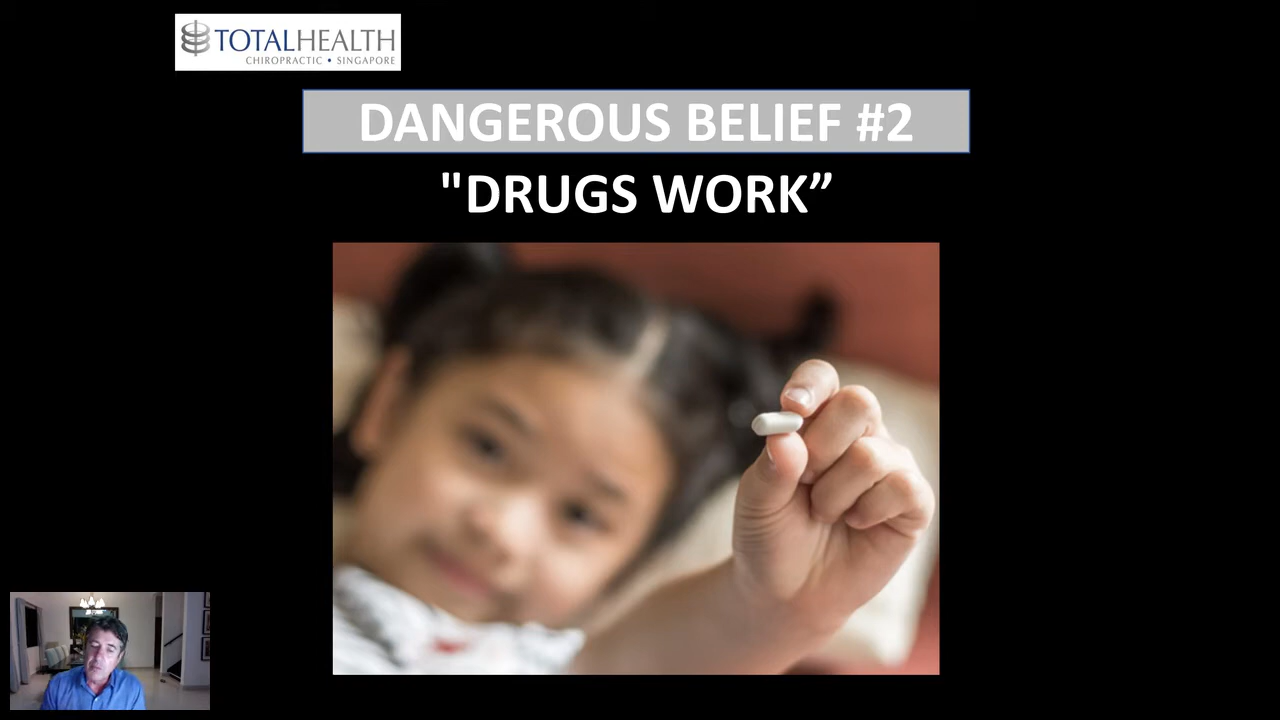 TOTALHEALTH
CHIROPRACTIC • SINGAPORE
DANGEROUS BELIEF #2
"DRUGS WORK”